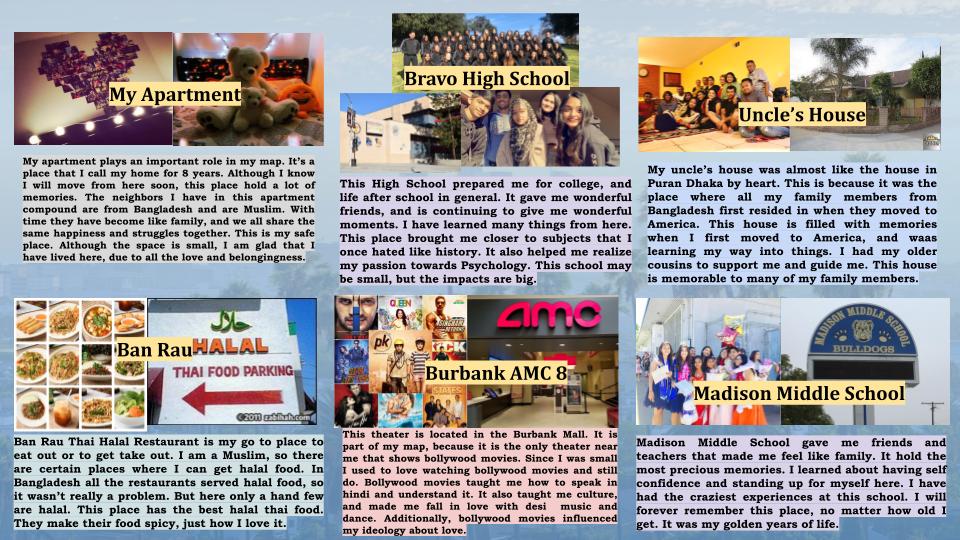 My Apartment
My apartment plays an important role in my map. It's a
place that I call my home for 8 years. Although I know
I will move from here soon, this place hold a lot of
memories. The neighbors I have in this apartment
compound are from Bangladesh and are Muslim. With
time they have become like family, and we all share the
same happiness and struggles together. This is my safe
place. Although the space is small, I am glad that I
have lived here, due to all the love and belongingness.
Bravo High School
This High School prepared me for college, and
life after school in general. It gave me wonderful
friends, and is continuing to give me wonderful
moments. I have learned many things from here.
This place brought me closer to subjects that I
once hated like history. It also helped me realize
my passion towards Psychology. This school may
be small, but the impacts are big.
Uncle's House
My uncle's house was almost like the house in
Puran Dhaka by heart. This is because it was the
place where all my family members from
Bangladesh first resided in when they moved to
America. This house is filled with memories
when I first moved to America, and waas
learning my way into things. I had my older
cousins to support me and guide me. This house
is memorable to many of my family members.
Ban Rau
حلال
HALAL
THAI FOOD PARKING
© 2011 zabihah.com
Ban Rau Thai Halal Restaurant is my go to place to
eat out or to get take out. I am a Muslim, so there
are certain places where I can get halal food. In
Bangladesh all the restaurants served halal food, so
it wasn't really a problem. But here only a hand few
are halal. This place has the best halal thai food.
They make their food spicy, just how I love it.
Burbank AMC 8
QUEEN
SINGHAM
RETURNS
pk
KICK
2 STATES
amc
This theater is located in the Burbank Mall. It is
part of my map, because it is the only theater near
me that shows bollywood movies. Since I was small
I used to love watching bollywood movies and still
do. Bollywood movies taught me how to speak in
hindi and understand it. It also taught me culture,
and made me fall in love with desi music and
dance. Additionally, bollywood movies influenced
my ideology about love.
Madison Middle School
MADISON MIDDLE SCHOOL
BULLDOGS
Madison Middle School gave me friends and
teachers that made me feel like family. It hold the
most precious memories. I learned about having self
confidence and standing up for myself here. I have
had the craziest experiences at this school. I will
forever remember this place, no matter how old I
get. It was my golden years of life.